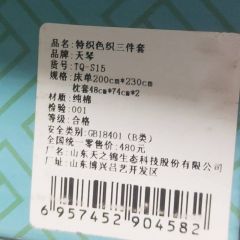 品名：特织色织三件套
品牌：天琴
货号：TQ-S15
规格：床单200cm*230cm
枕套48cm*74cm*2
材质：纯棉
检验：001
等级：合格
安全类别：GB18401（B类）
全国统一零售价：480元
厂名：山东天之锦生态科技股份有限公司
厂址：山东博兴吕艺开发区
6 957452 904582